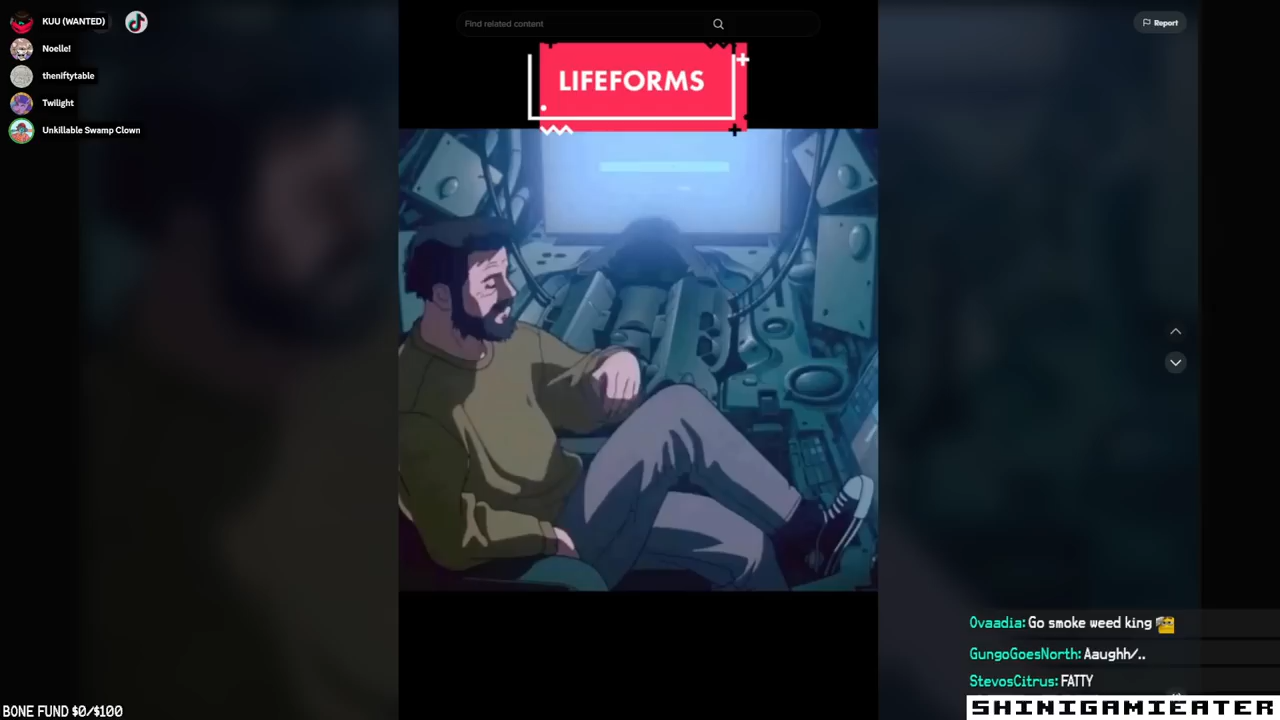 KUU (WANTED)
Noelle!
theniftytable
Twilight
Unkillable Swamp Clown
Find related content
Report
LIFEFORMS
Ovaadia: Go smoke weed king
GungoGoesNorth: Aaughh✓..
StevosCitrus: FATTY
SHINIGAMIEATER
BONE FUND $0/$100